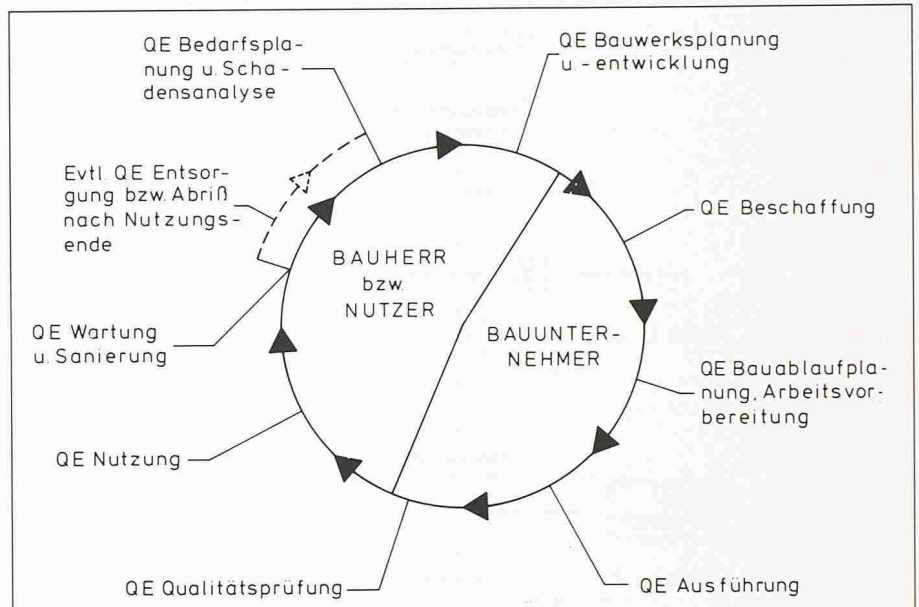 QE Bedarfspla-
nung u. Scha-
densanalyse
QE Bauwerksplanung
u.-entwicklung
Evtl. QE Entsor-
gung bzw. Abriß
nach Nutzungs-
ende
QE Beschaffung
BAUHERR
bzw.
NUTZER
BAUUNTER-
NEHMER
QE Wartung
u. Sanierung
QE Bauablaufpla-
nung, Arbeitsvor-
bereitung
QE Nutzung
QE Qualitätsprüfung
QE Ausführung